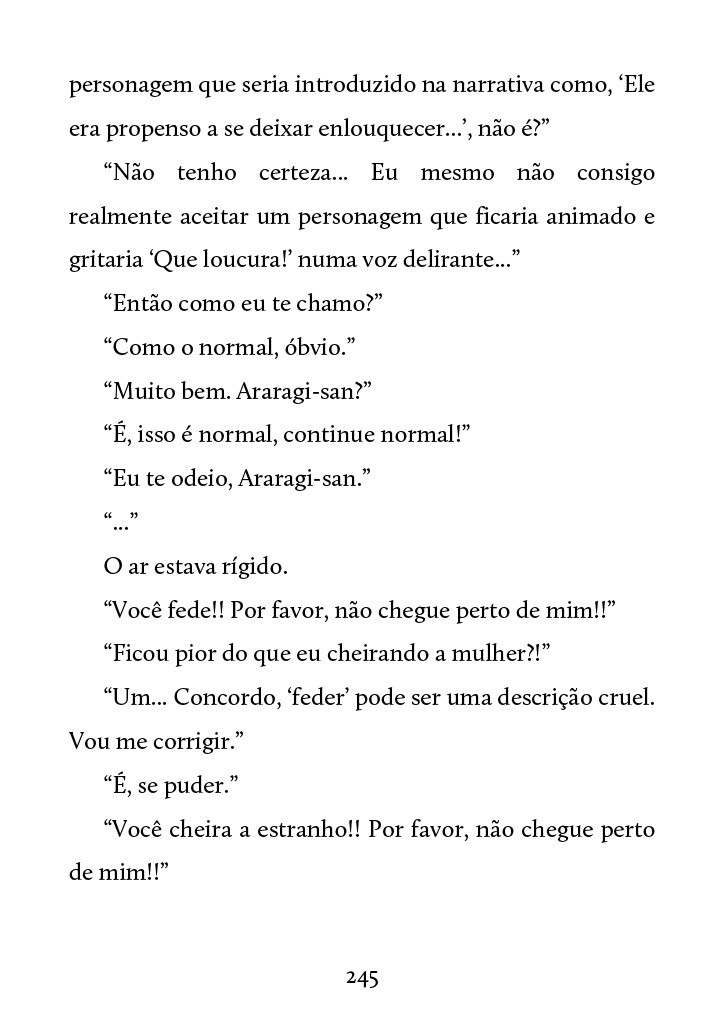 personagem que seria introduzido na narrativa como, ‘Ele
era propenso a se deixar enlouquecer...’, não é?”
“Não tenho certeza... Eu mesmo não consigo
realmente aceitar um personagem que ficaria animado e
gritaria ‘Que loucura!’ numa voz delirante...”
“Então como eu te chamo?”
“Como o normal, óbvio.”
“Muito bem. Araragi-san?”
“É, isso é normal, continue normal!”
“Eu te odeio, Araragi-san.”
“...”
O ar estava rígido.
“Você fede!! Por favor, não chegue perto de mim!!”
“Ficou pior do que eu cheirando a mulher?!”
“Um... Concordo, ‘feder’ pode ser uma descrição cruel.
Vou me corrigir.”
“É, se puder.”
“Você cheira a estranho!! Por favor, não chegue perto
de mim!!”
245